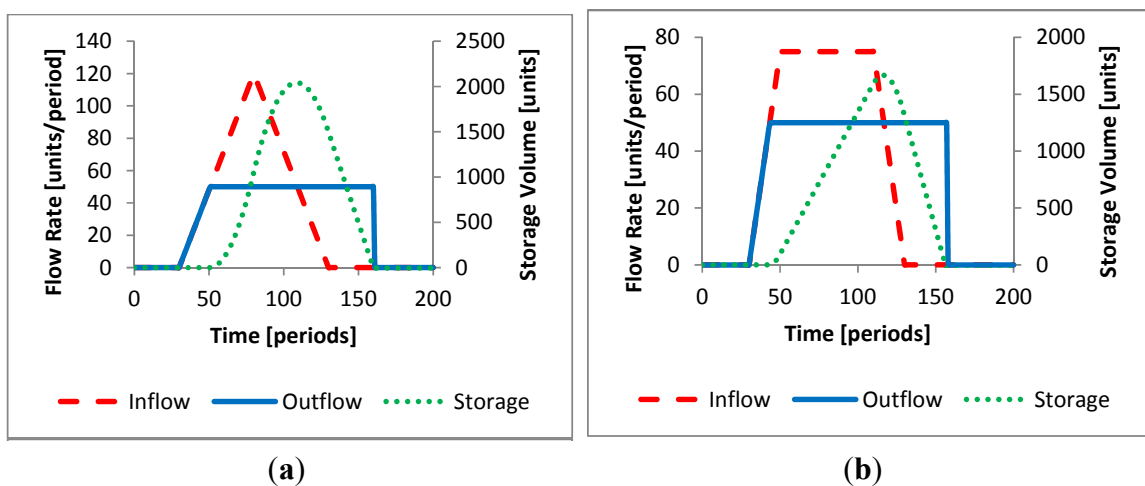 Flow Rate [units/period]
140
120
100
80
60
40
20
0
2500
2000
1500
1000
500
0
Storage Volume [units]
0 50 100 150 200
Time [periods]
Inflow Outflow Storage
(a)
Flow Rate [units/period]
80
60
40
20
0
2000
1500
1000
500
0
Storage Volume [units]
0 50 100 150 200
Time [periods]
Inflow Outflow Storage
(b)